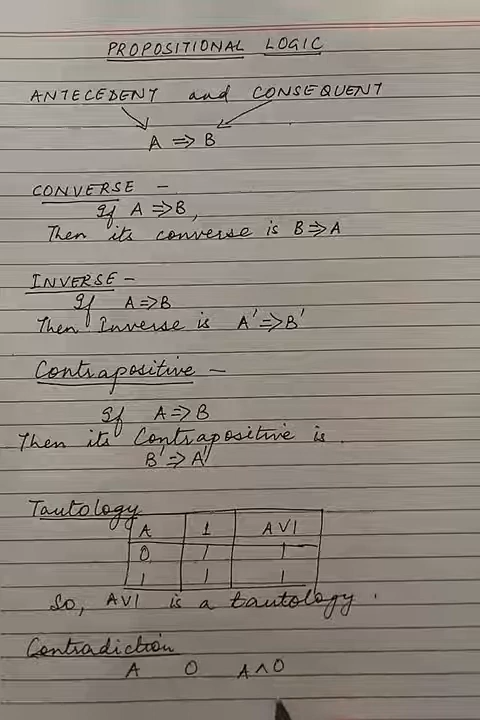 PROPOSITIONAL LOGIC
ANTECEDENT and CONSEQUENT
A ⇒ B
CONVERSE -
If A ⇒ B,
Then its converse is B ⇒ A
INVERSE -
If A ⇒ B
Then Inverse is A' ⇒ B'
Contrapositive -
If A ⇒ B
Then its Contrapositive is.
B' ⇒ A'
Tautology
A 1 A V 1
0 1 1
1 1 1
So, A V 1 is a tautology.
Contradiction
A 0 A ∧ 0